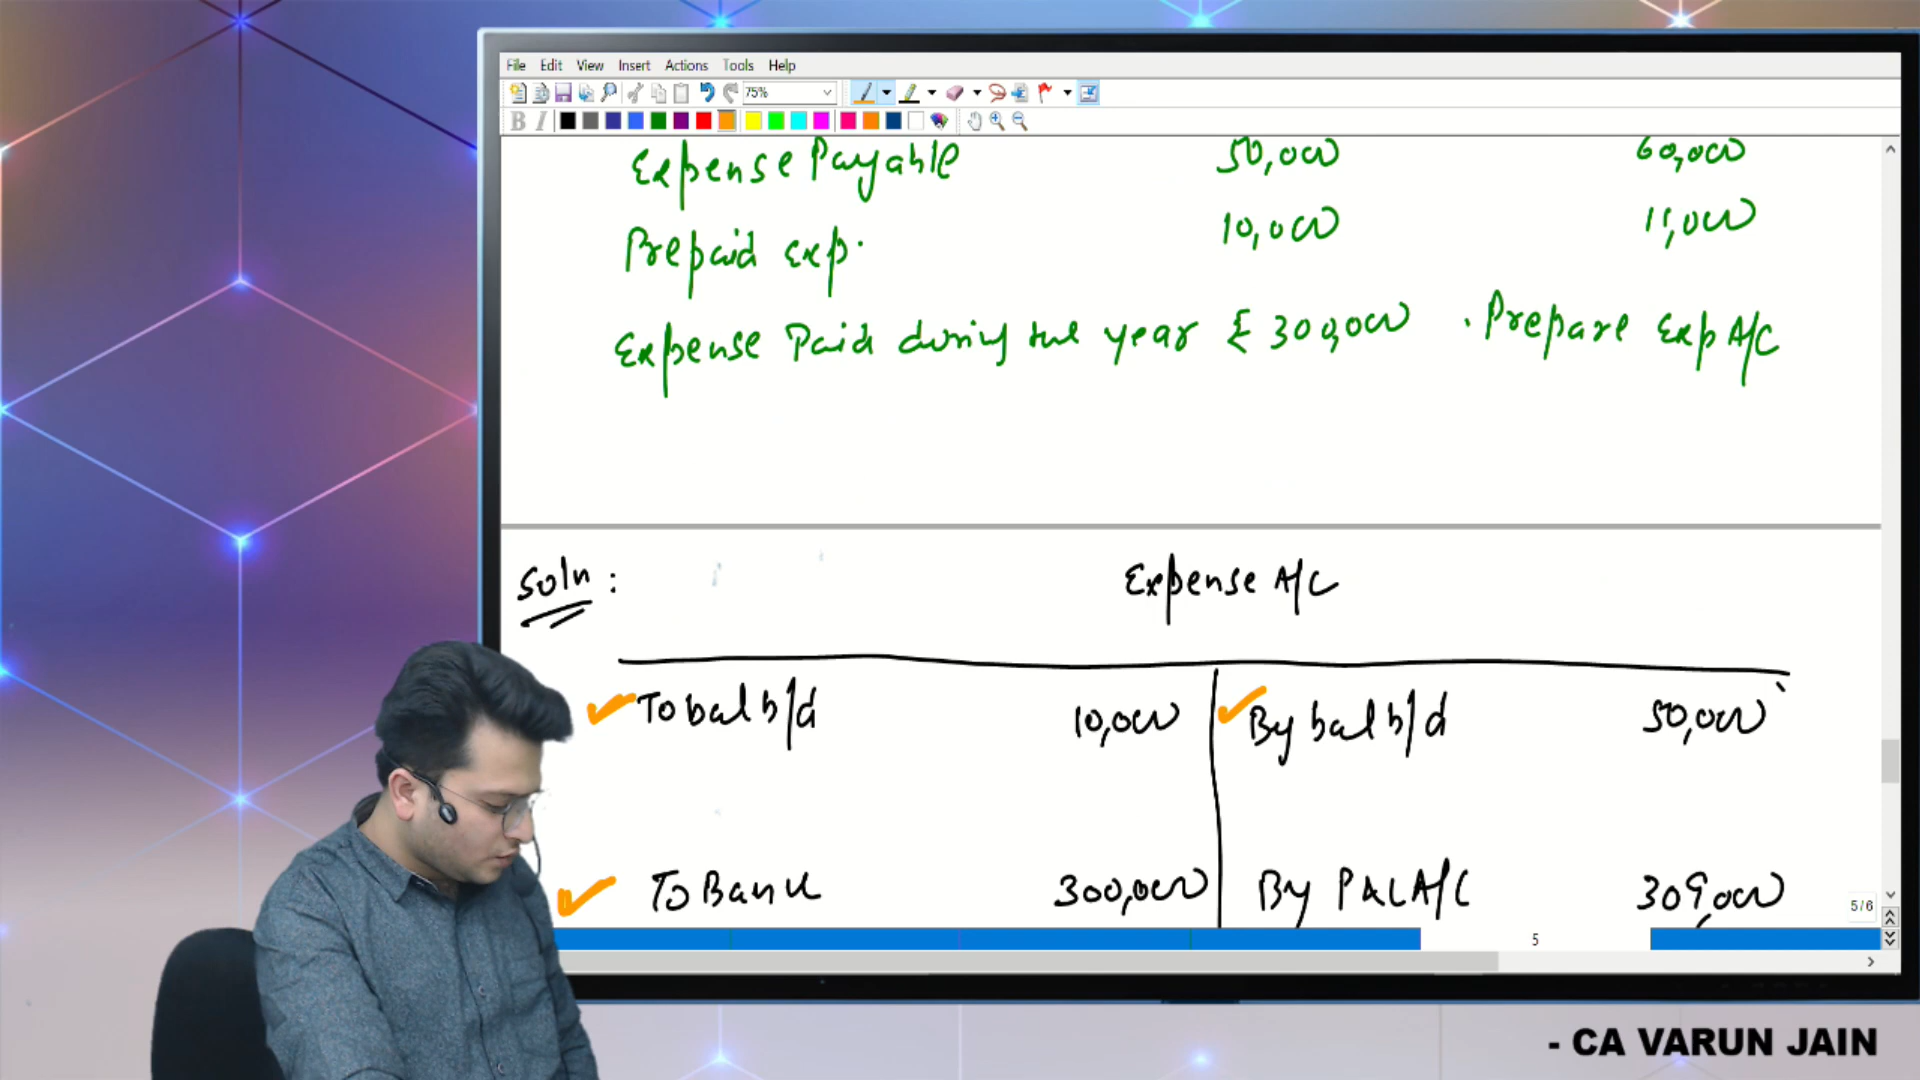 File Edit View Insert Actions Tools Help
75%
B I
Expense Payable 50,000 60,000
Prepaid exp. 10,000 11,000
Expense Paid during the year ₹ 300,000 . Prepare Exp A/C
Soln : Expense A/C
To bal b/d 10,000 By bal b/d 50,000
To Bank 300,000 By P&L A/C 309,000
5/6
5
- CA VARUN JAIN